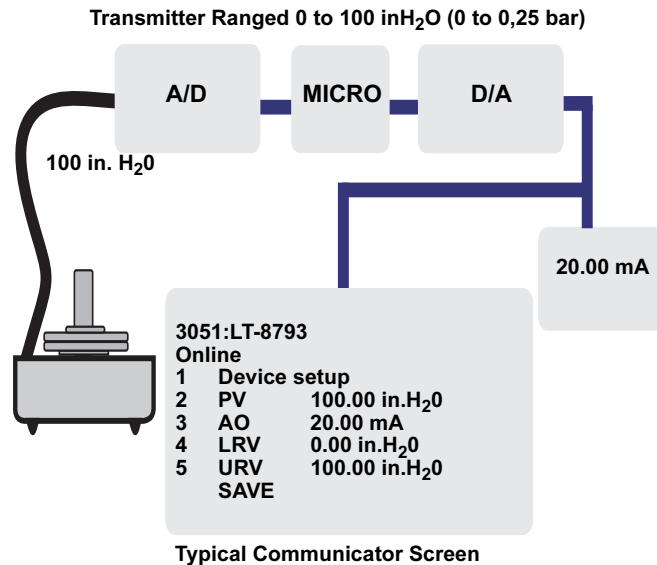 Transmitter Ranged 0 to 100 inH₂O (0 to 0,25 bar)
A/D
MICRO
D/A
100 in. H₂0
20.00 mA
3051:LT-8793
Online
1 Device setup
2 PV 100.00 in.H₂0
3 AO 20.00 mA
4 LRV 0.00 in.H₂0
5 URV 100.00 in.H₂0
SAVE
Typical Communicator Screen